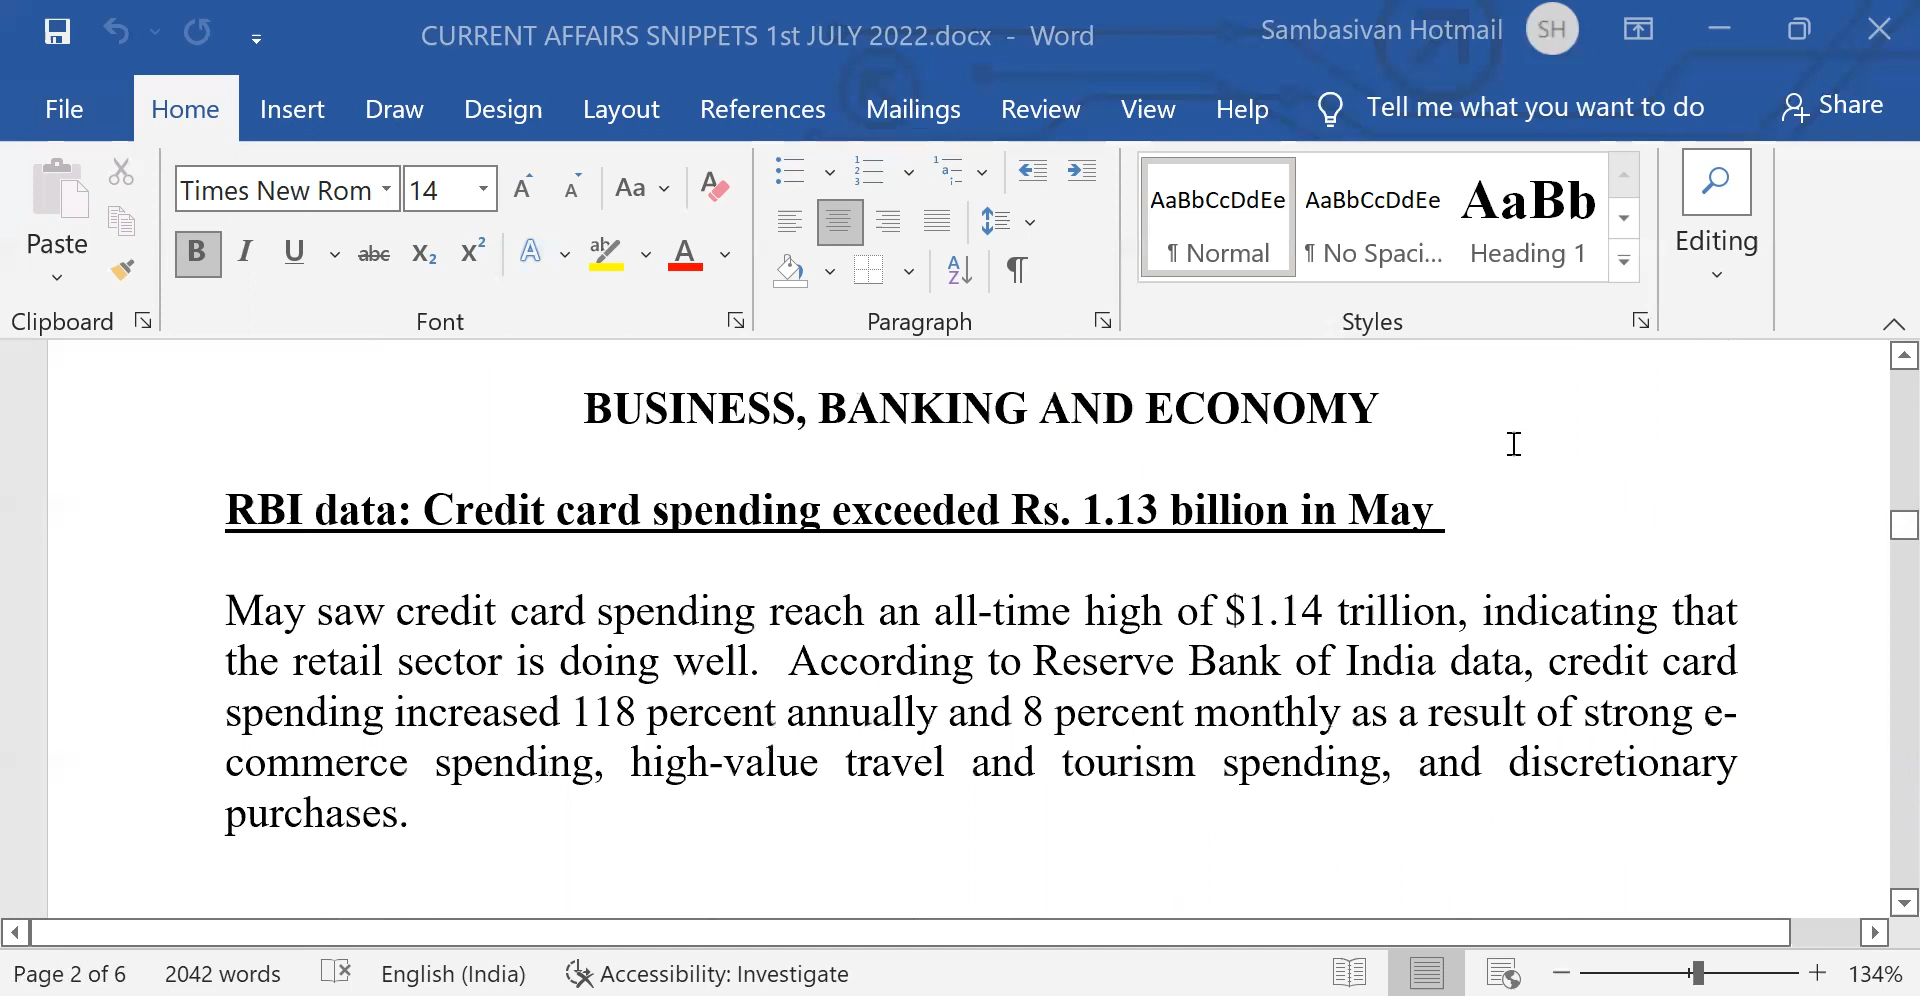 CURRENT AFFAIRS SNIPPETS 1st JULY 2022.docx - Word
Sambasivan Hotmail SH
File Home Insert Draw Design Layout References Mailings Review View Help Tell me what you want to do Share
Paste
Clipboard
Times New Rom 14
Aa
B I U abc X₂ X² A ab A
Font
Paragraph
AaBbCcDdEe AaBbCcDdEe AaBb
¶ Normal ¶ No Spaci... Heading 1
Styles
Editing
BUSINESS, BANKING AND ECONOMY
RBI data: Credit card spending exceeded Rs. 1.13 billion in May
May saw credit card spending reach an all-time high of $1.14 trillion, indicating that
the retail sector is doing well. According to Reserve Bank of India data, credit card
spending increased 118 percent annually and 8 percent monthly as a result of strong e-
commerce spending, high-value travel and tourism spending, and discretionary
purchases.
Page 2 of 6 2042 words English (India) Accessibility: Investigate 134%